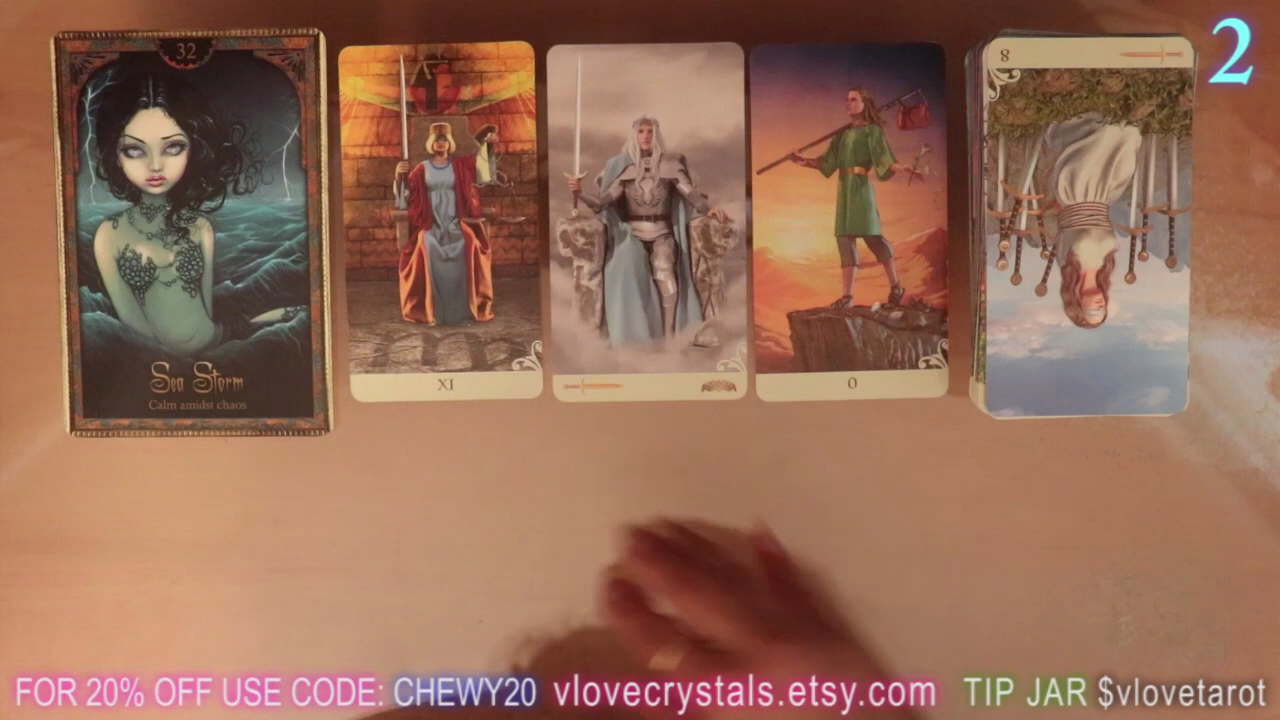 32
Sea Storm
Calm amidst chaos
XI
0
8
2
FOR 20% OFF USE CODE: CHEWY20 vlovecrystals.etsy.com TIP JAR $vlovetarot